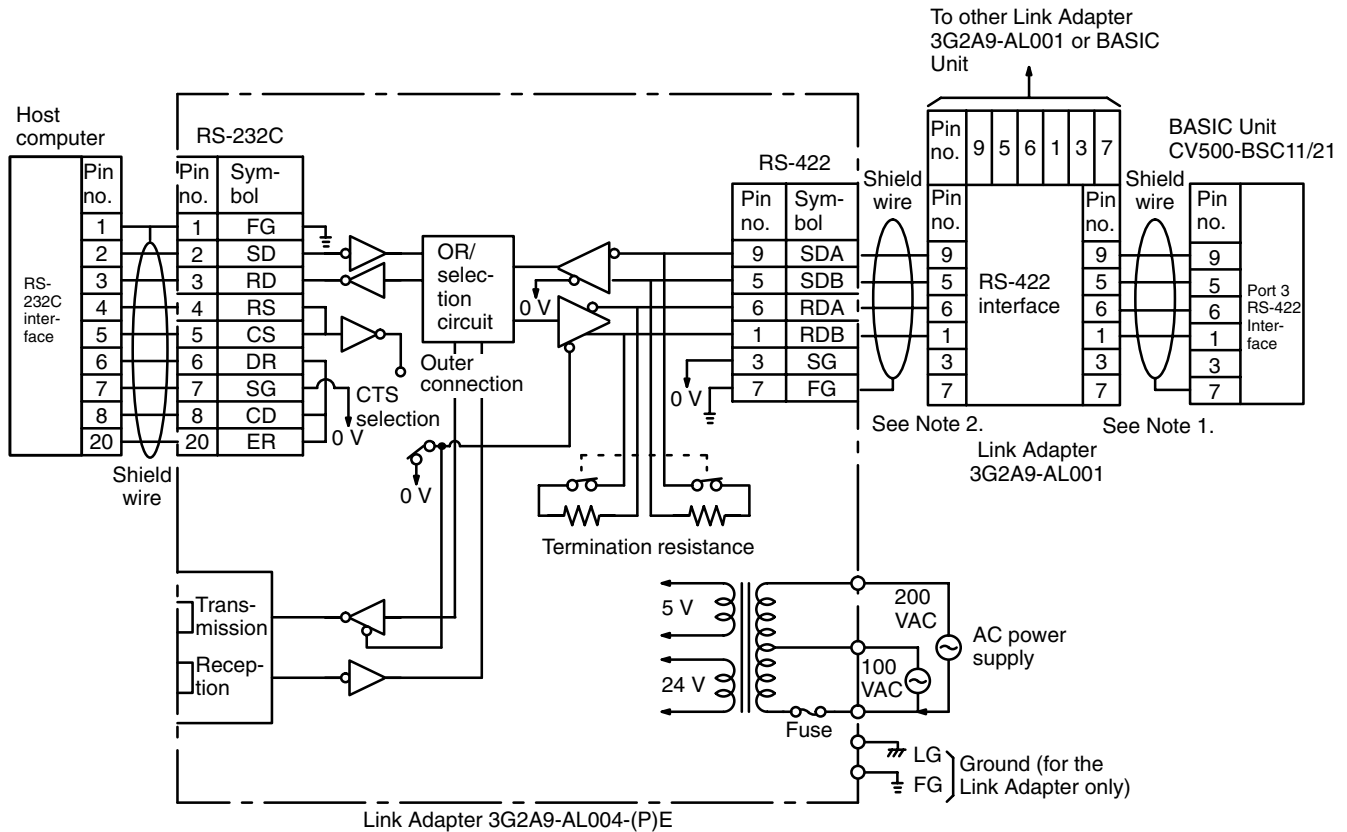 To other Link Adapter
3G2A9-AL001 or BASIC
Unit
Host
computer
RS-232C
RS-422
BASIC Unit
CV500-BSC11/21
RS-
232C
inter-
face
Pin
no.
1
2
3
4
5
6
7
8
20
Shield
wire
Pin
no.
Sym-
bol
1 FG
2 SD
3 RD
4 RS
5 CS
6 DR
7 SG
8 CD
20 ER
OR/
selec-
tion
circuit
0 V
Outer
connection
CTS
selection
0 V
0 V
Pin
no.
Sym-
bol
9 SDA
5 SDB
6 RDA
1 RDB
3 SG
7 FG
0 V
Termination resistance
Shield
wire
See Note 2.
Pin
no.
9 5 6 1 3 7
Pin
no.
9
5
6
1
3
7
RS-422
interface
Pin
no.
9
5
6
1
3
7
Link Adapter
3G2A9-AL001
Shield
wire
See Note 1.
Pin
no.
9
5
6
1
3
7
Port 3
RS-422
Inter-
face
Trans-
mission
Recep-
tion
5 V
24 V
Fuse
200
VAC
100
VAC
AC power
supply
LG
FG
Ground (for the
Link Adapter only)
Link Adapter 3G2A9-AL004-(P)E